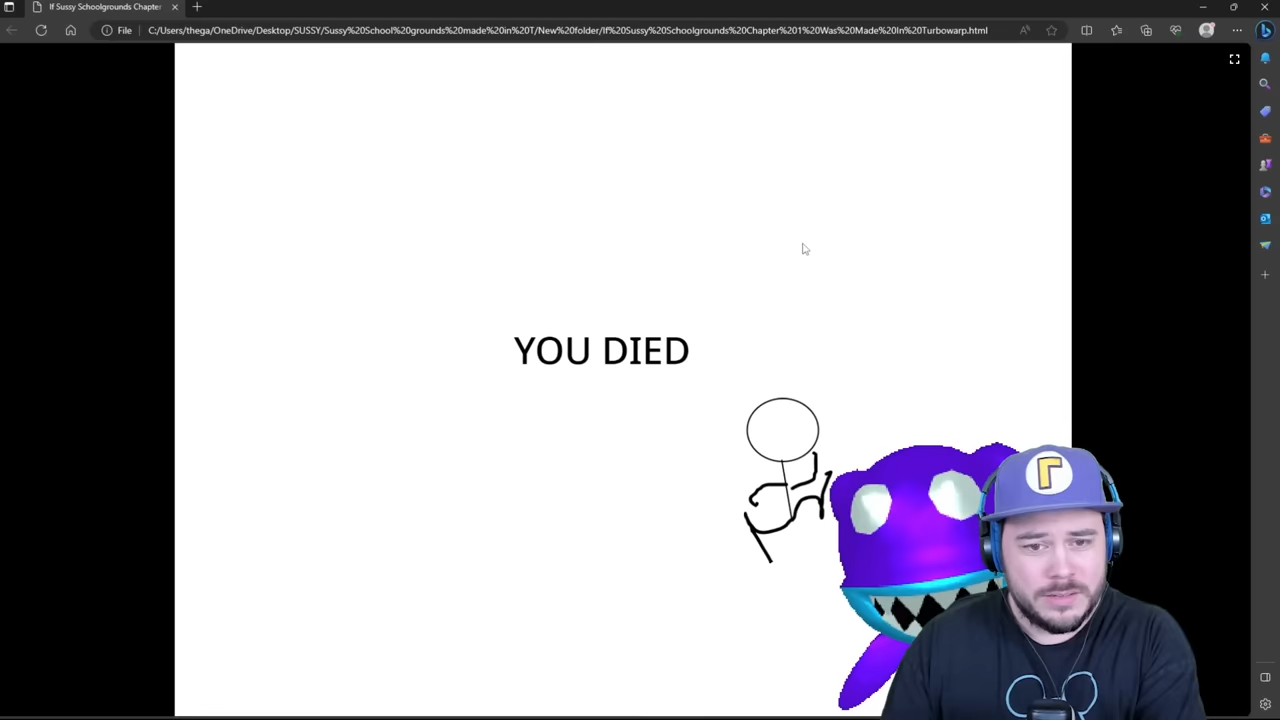 If Sussy Schoolgrounds Chapter
File
C:/Users/thega/OneDrive/Desktop/SUSSY/Sussy%20School%20grounds%20made%20in%20T/New%20folder/If%20Sussy%20Schoolgrounds%20Chapter%201%20Was%20Made%20In%20Turbowarp.html
YOU DIED